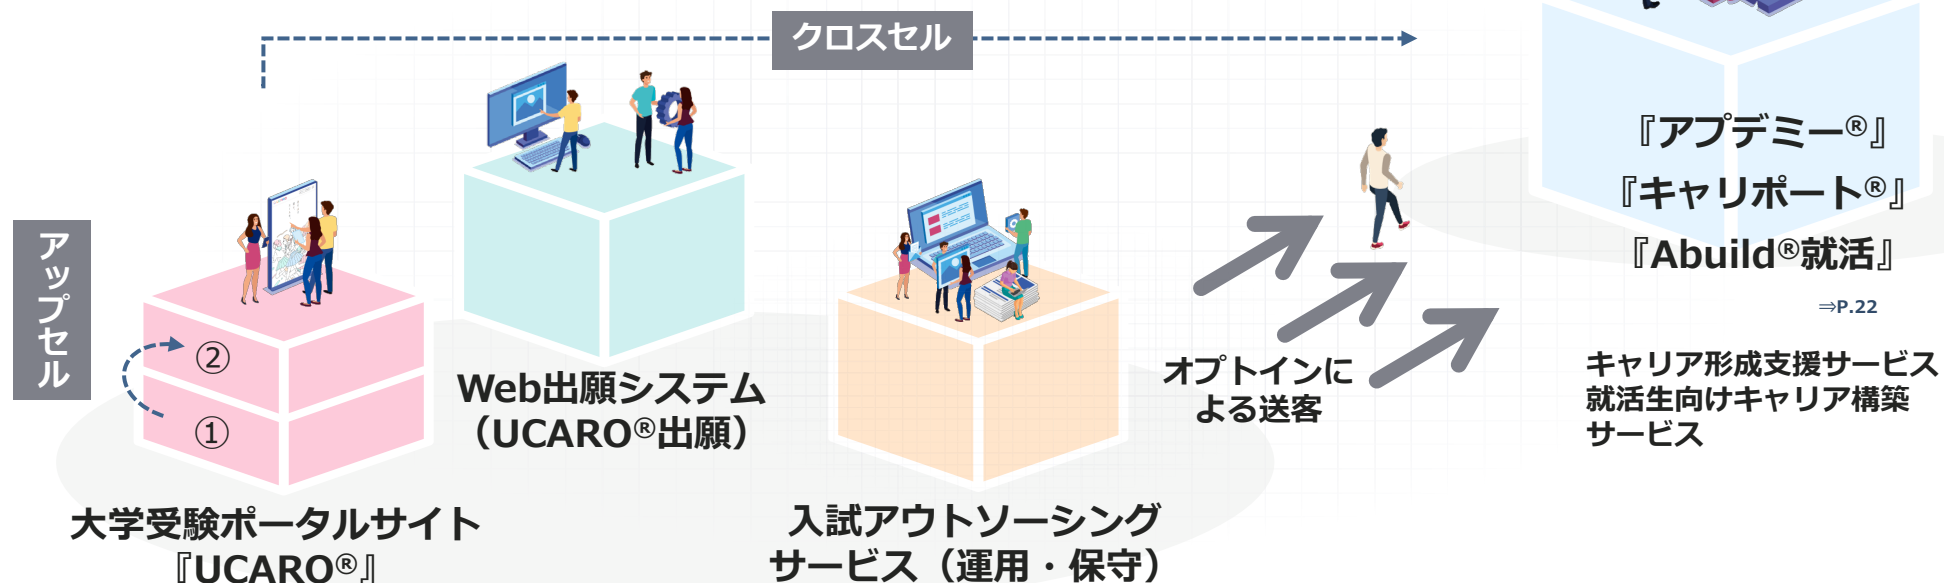 クロスセル
アップセル
②
①
大学受験ポータルサイト
『UCARO®』
Web出願システム
（UCARO®出願）
入試アウトソーシング
サービス（運用・保守）
オプトインに
よる送客
『アプデミー®』
『キャリポート®』
『Abuild®就活』
⇒P.22
キャリア形成支援サービス
就活生向けキャリア構築
サービス